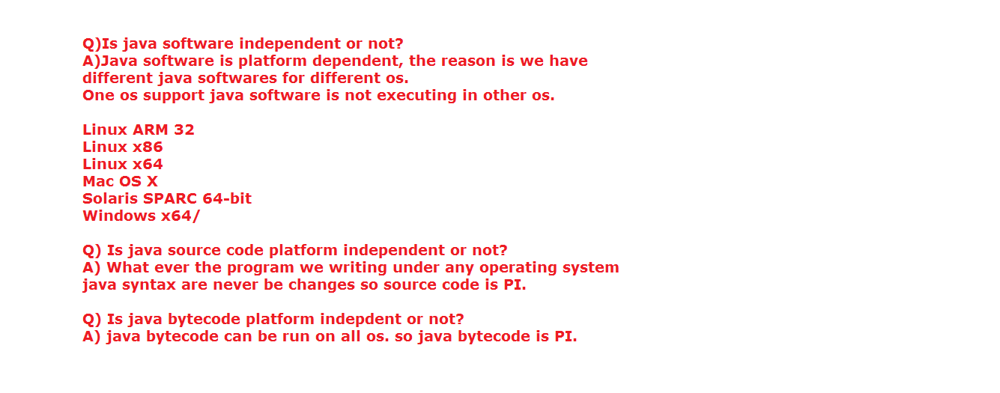 Q)Is java software independent or not?
A)Java software is platform dependent, the reason is we have
different java softwares for different os.
One os support java software is not executing in other os.
Linux ARM 32
Linux x86
Linux x64
Mac OS X
Solaris SPARC 64-bit
Windows x64/
Q) Is java source code platform independent or not?
A) What ever the program we writing under any operating system
java syntax are never be changes so source code is PI.
Q) Is java bytecode platform indepdent or not?
A) java bytecode can be run on all os. so java bytecode is PI.